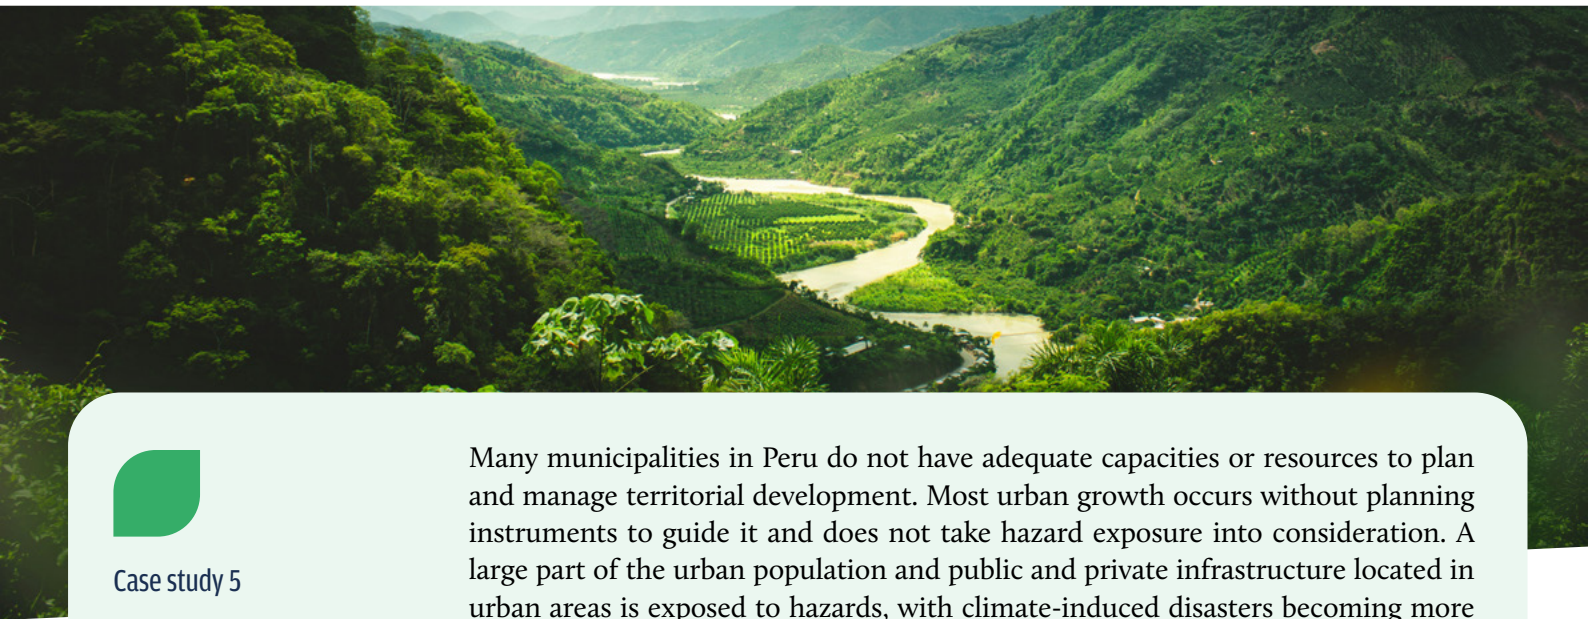 Case study 5
Many municipalities in Peru do not have adequate capacities or resources to plan
and manage territorial development. Most urban growth occurs without planning
instruments to guide it and does not take hazard exposure into consideration. A
large part of the urban population and public and private infrastructure located in
urban areas is exposed to hazards, with climate-induced disasters becoming more